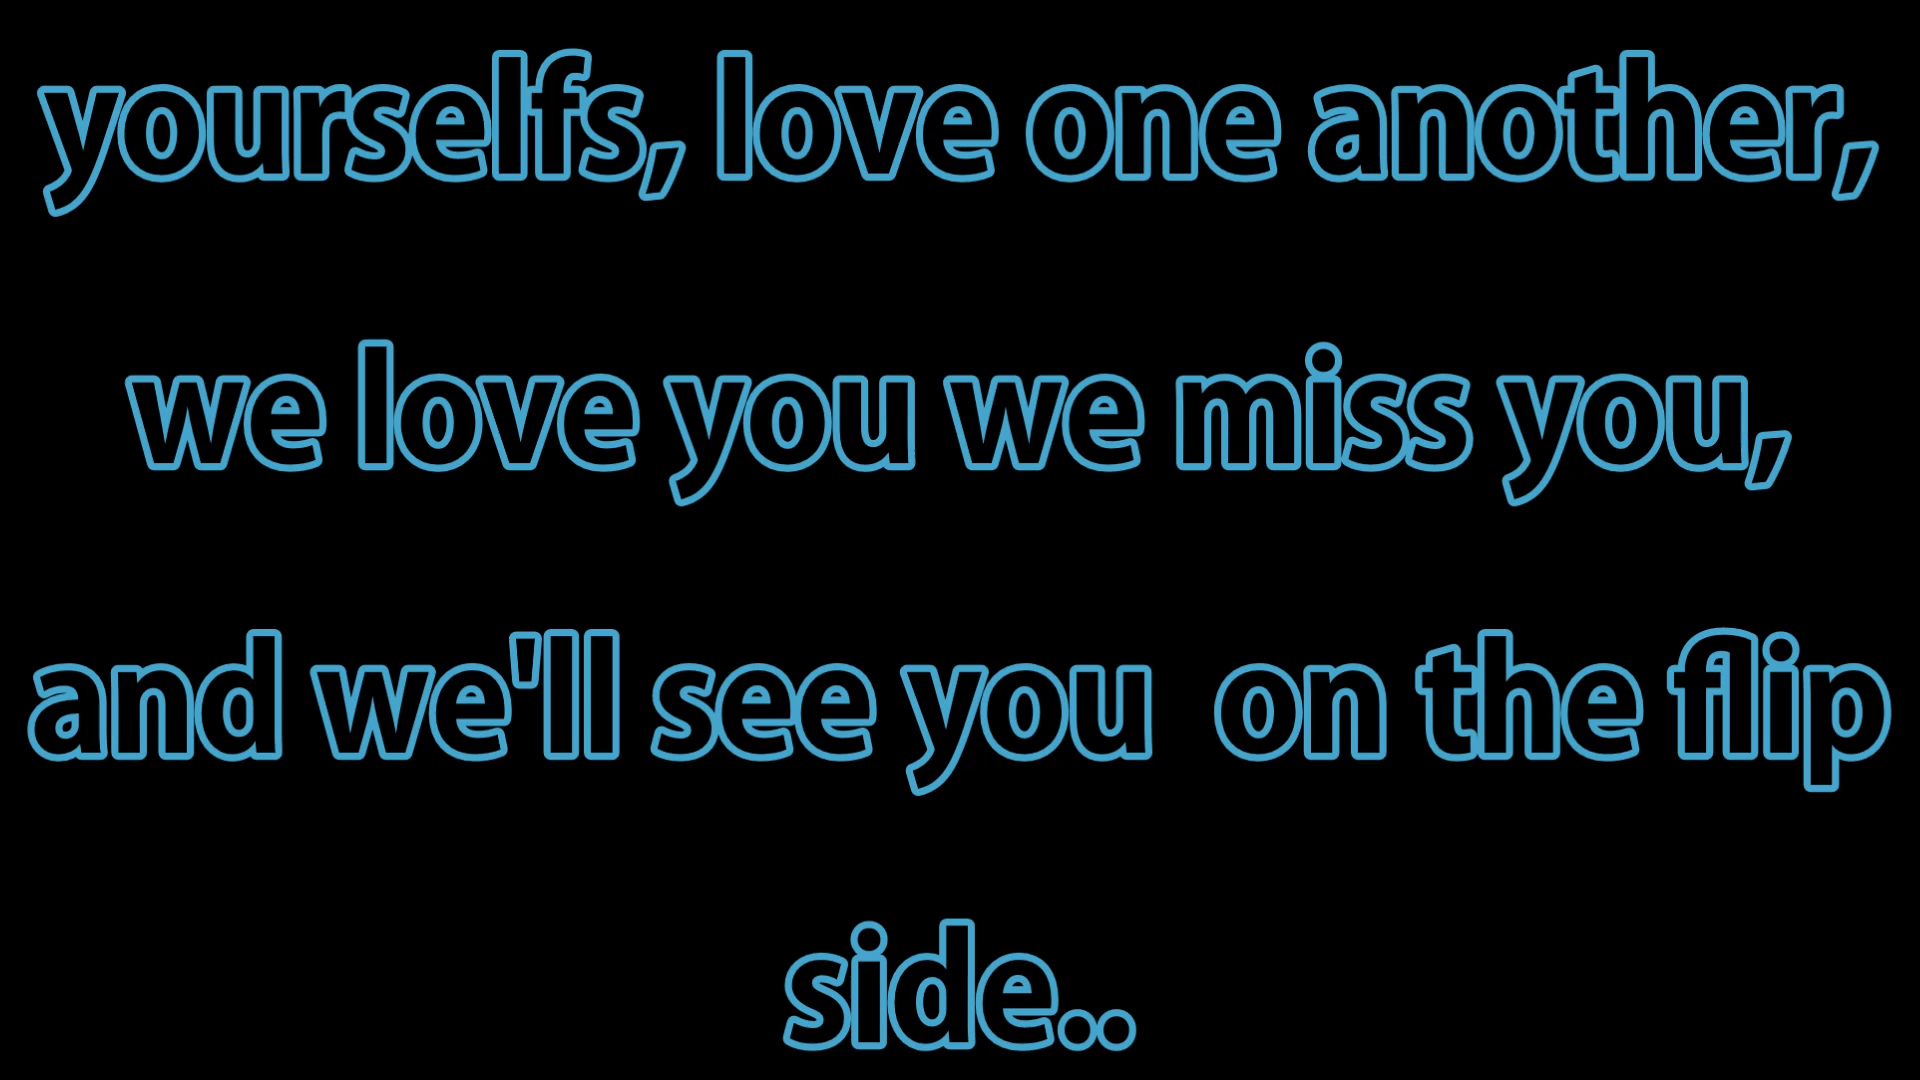 yourselfs, love one another,
we love you we miss you,
and we'll see you  on the flip
side..